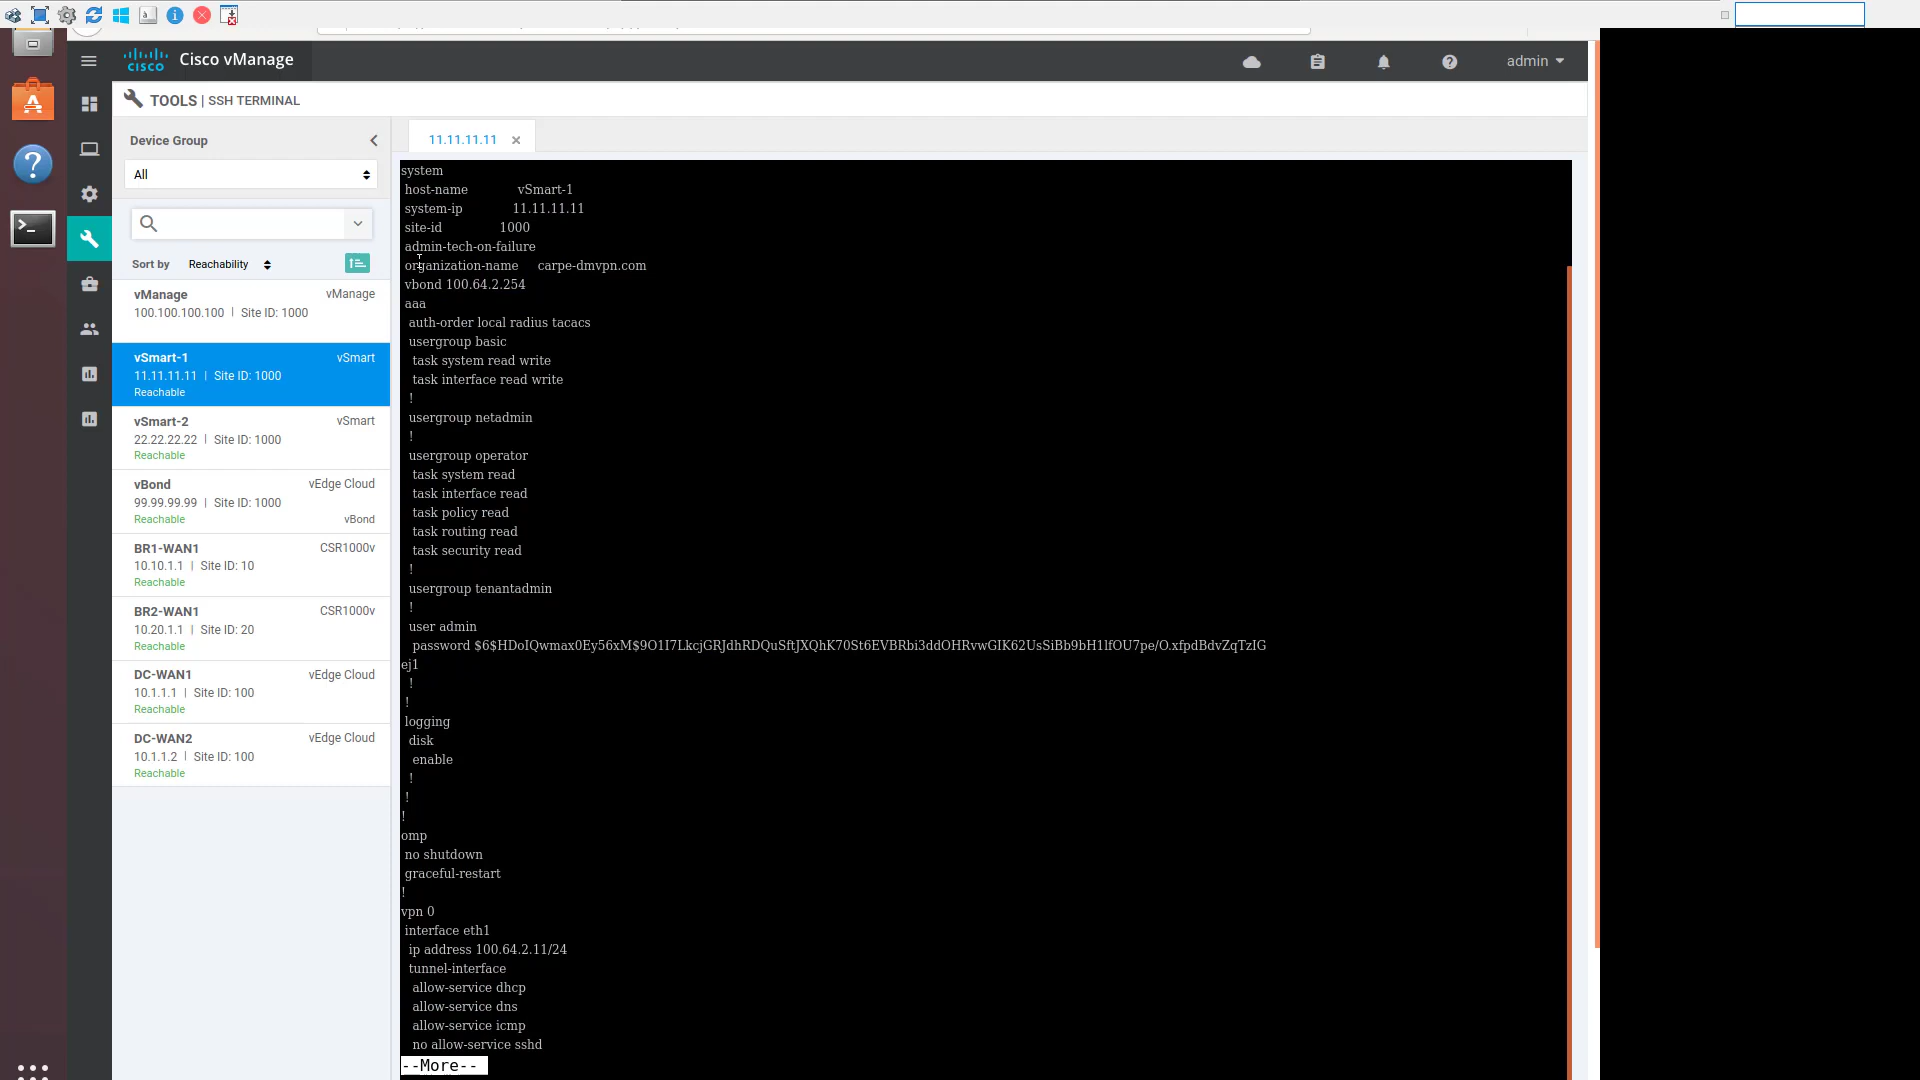 Cisco vManage
CISCO
admin
TOOLS | SSH TERMINAL
Device Group
All
Sort by Reachability
vManage vManage
100.100.100.100 | Site ID: 1000
vSmart-1 vSmart
11.11.11.11 | Site ID: 1000
Reachable
vSmart-2 vSmart
22.22.22.22 | Site ID: 1000
Reachable
vBond vEdge Cloud
99.99.99.99 | Site ID: 1000
Reachable vBond
BR1-WAN1 CSR1000v
10.10.1.1 | Site ID: 10
Reachable
BR2-WAN1 CSR1000v
10.20.1.1 | Site ID: 20
Reachable
DC-WAN1 vEdge Cloud
10.1.1.1 | Site ID: 100
Reachable
DC-WAN2 vEdge Cloud
10.1.1.2 | Site ID: 100
Reachable
11.11.11.11 ×
system
host-name vSmart-1
system-ip 11.11.11.11
site-id 1000
admin-tech-on-failure
organization-name carpe-dmvpn.com
vbond 100.64.2.254
aaa
auth-order local radius tacacs
usergroup basic
task system read write
task interface read write
!
usergroup netadmin
!
usergroup operator
task system read
task interface read
task policy read
task routing read
task security read
!
usergroup tenantadmin
!
user admin
password $6$HDoIQwmax0Ey56xM$9O1I7LkcjGRJdhRDQuSftJXQhK70St6EVBRbi3ddOHRvwGIK62UsSiBb9bH1lfOU7pe/O.xfpdBdvZqTzIG
ej1
!
!
logging
disk
enable
!
!
!
omp
no shutdown
graceful-restart
!
vpn 0
interface eth1
ip address 100.64.2.11/24
tunnel-interface
allow-service dhcp
allow-service dns
allow-service icmp
no allow-service sshd
--More--